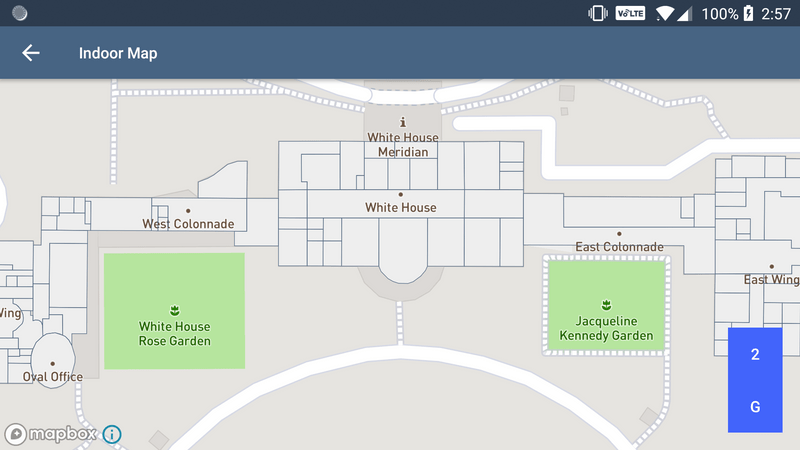 VoLTE
100%
2:57
Indoor Map
White House
Meridian
White House
West Colonnade
East Colonnade
East Wing
Wing
White House
Rose Garden
Jacqueline
Kennedy Garden
Oval Office
2
G
mapbox